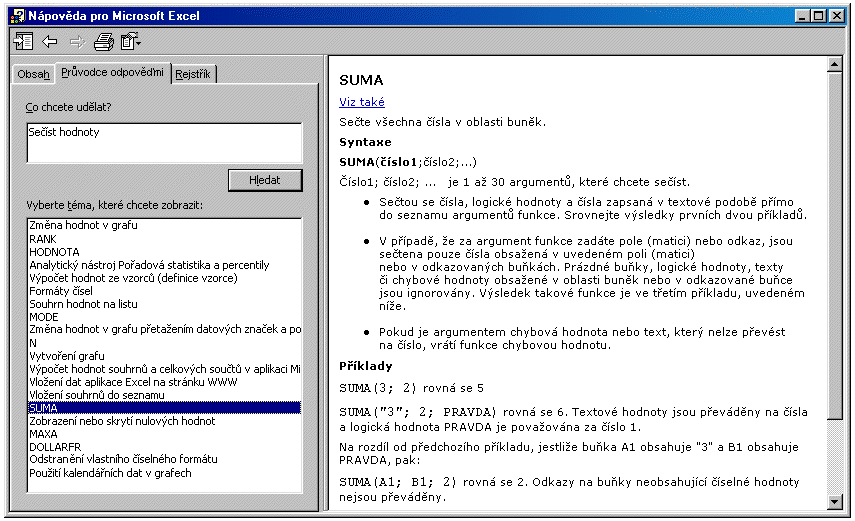 Nápověda pro Microsoft Excel
Obsah
Průvodce odpověďmi
Rejstřík
Co chcete udělat?
Sečíst hodnoty
Hledat
Vyberte téma, které chcete zobrazit:
Změna hodnot v grafu
RANK
HODNOTA
Analytický nástroj Pořadová statistika a percentily
Výpočet hodnot ze vzorců (definice vzorce)
Formáty čísel
Souhrn hodnot na listu
MODE
Změna hodnot v grafu přetažením datových značek a po
N
Vytvoření grafu
Výpočet hodnot souhrnů a celkových součtů v aplikaci Mi
Vložení dat aplikace Excel na stránku WWW
Vložení souhrnů do seznamu
SUMA
Zobrazení nebo skrytí nulových hodnot
MAXA
DOLLARFR
Odstranění vlastního číselného formátu
Použití kalendářních dat v grafech
SUMA
Viz také
Sečte všechna čísla v oblasti buněk.
Syntaxe
SUMA(číslo1;číslo2;...)
Číslo1; číslo2; ... je 1 až 30 argumentů, které chcete sečíst.
• Sečtou se čísla, logické hodnoty a čísla zapsaná v textové podobě přímo
do seznamu argumentů funkce. Srovnejte výsledky prvních dvou příkladů.
• V případě, že za argument funkce zadáte pole (matici) nebo odkaz, jsou
sečtena pouze čísla obsažená v uvedeném poli (matici)
nebo v odkazovaných buňkách. Prázdné buňky, logické hodnoty, texty
či chybové hodnoty obsažené v oblasti buněk nebo v odkazované buňce
jsou ignorovány. Výsledek takové funkce je ve třetím příkladu, uvedeném
níže.
• Pokud je argumentem chybová hodnota nebo text, který nelze převést
na číslo, vrátí funkce chybovou hodnotu.
Příklady
SUMA(3; 2) rovná se 5
SUMA("3"; 2; PRAVDA) rovná se 6. Textové hodnoty jsou převáděny na čísla
a logická hodnota PRAVDA je považována za číslo 1.
Na rozdíl od předchozího příkladu, jestliže buňka A1 obsahuje "3" a B1 obsahuje
PRAVDA, pak:
SUMA(A1; B1; 2) rovná se 2. Odkazy na buňky neobsahující číselné hodnoty
nejsou převáděny.